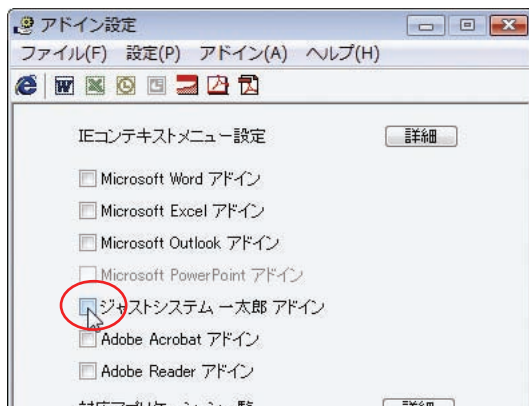 アドイン設定
ファイル(F) 設定(P) アドイン(A) ヘルプ(H)
IEコンテキストメニュー設定 詳細
Microsoft Word アドイン
Microsoft Excel アドイン
Microsoft Outlook アドイン
Microsoft PowerPoint アドイン
ジャストシステム 一太郎 アドイン
Adobe Acrobat アドイン
Adobe Reader アドイン